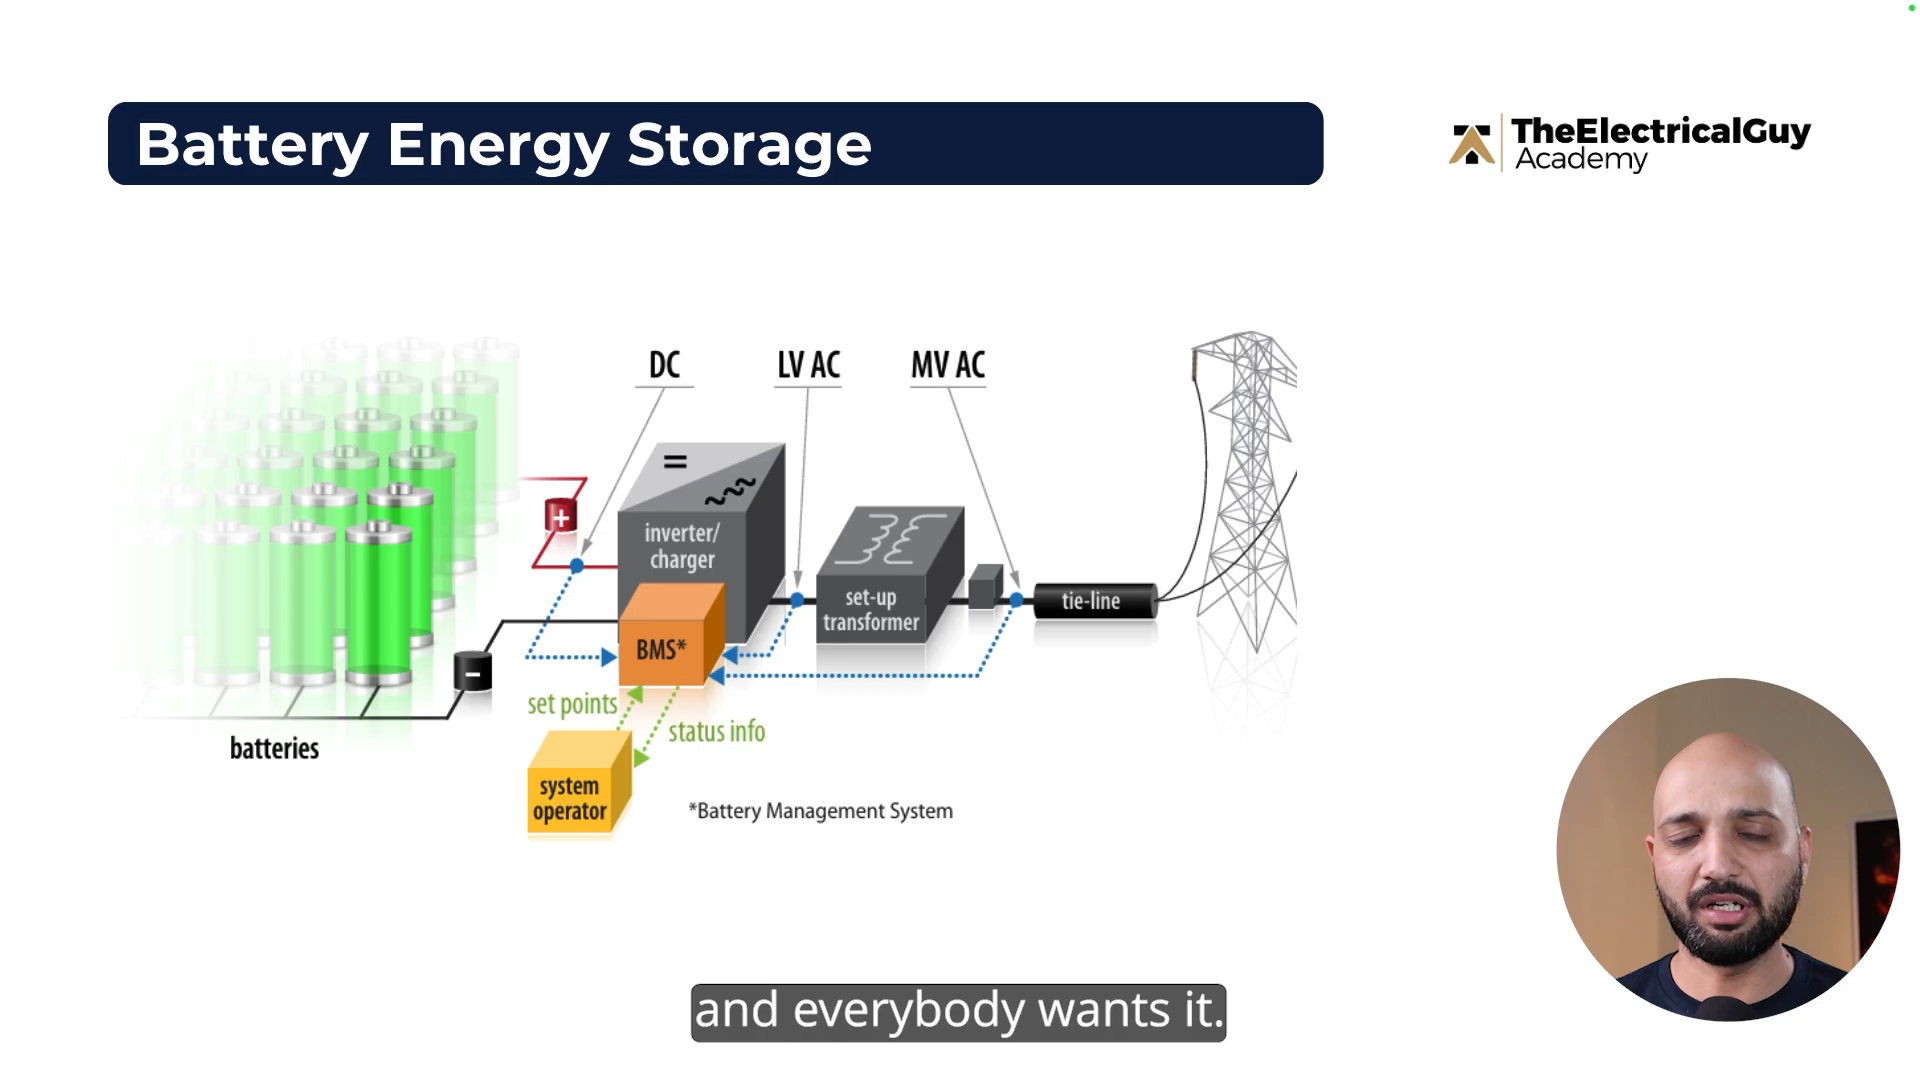 Battery Energy Storage
TheElectricalGuy
Academy
DC
LV AC
MV AC
=
+
inverter/
charger
set-up
transformer
tie-line
BMS*
-
set points
status info
batteries
system
operator
*Battery Management System
and everybody wants it.